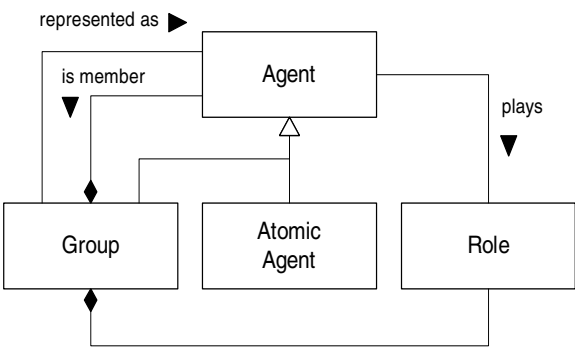 represented as
Agent
is member
plays
Group
Atomic
Agent
Role